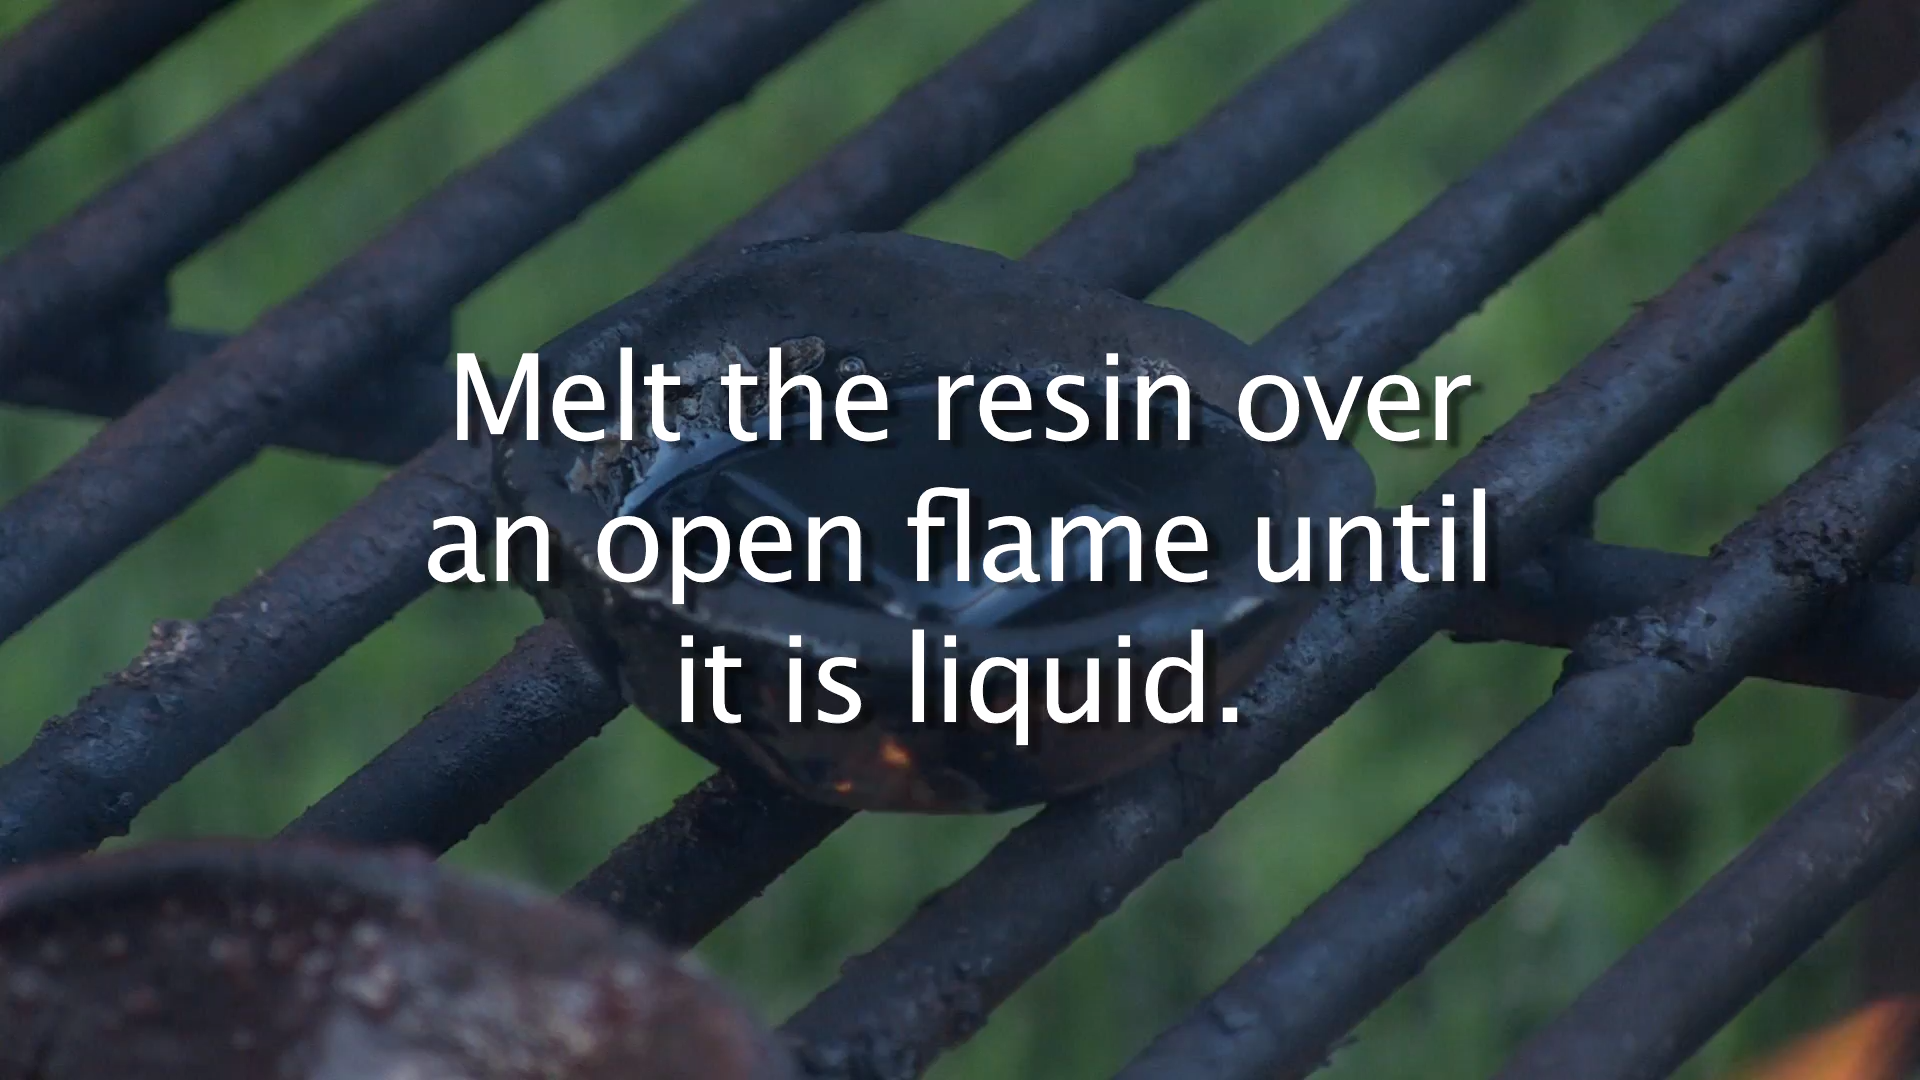 Melt the resin over
an open flame until
it is liquid.